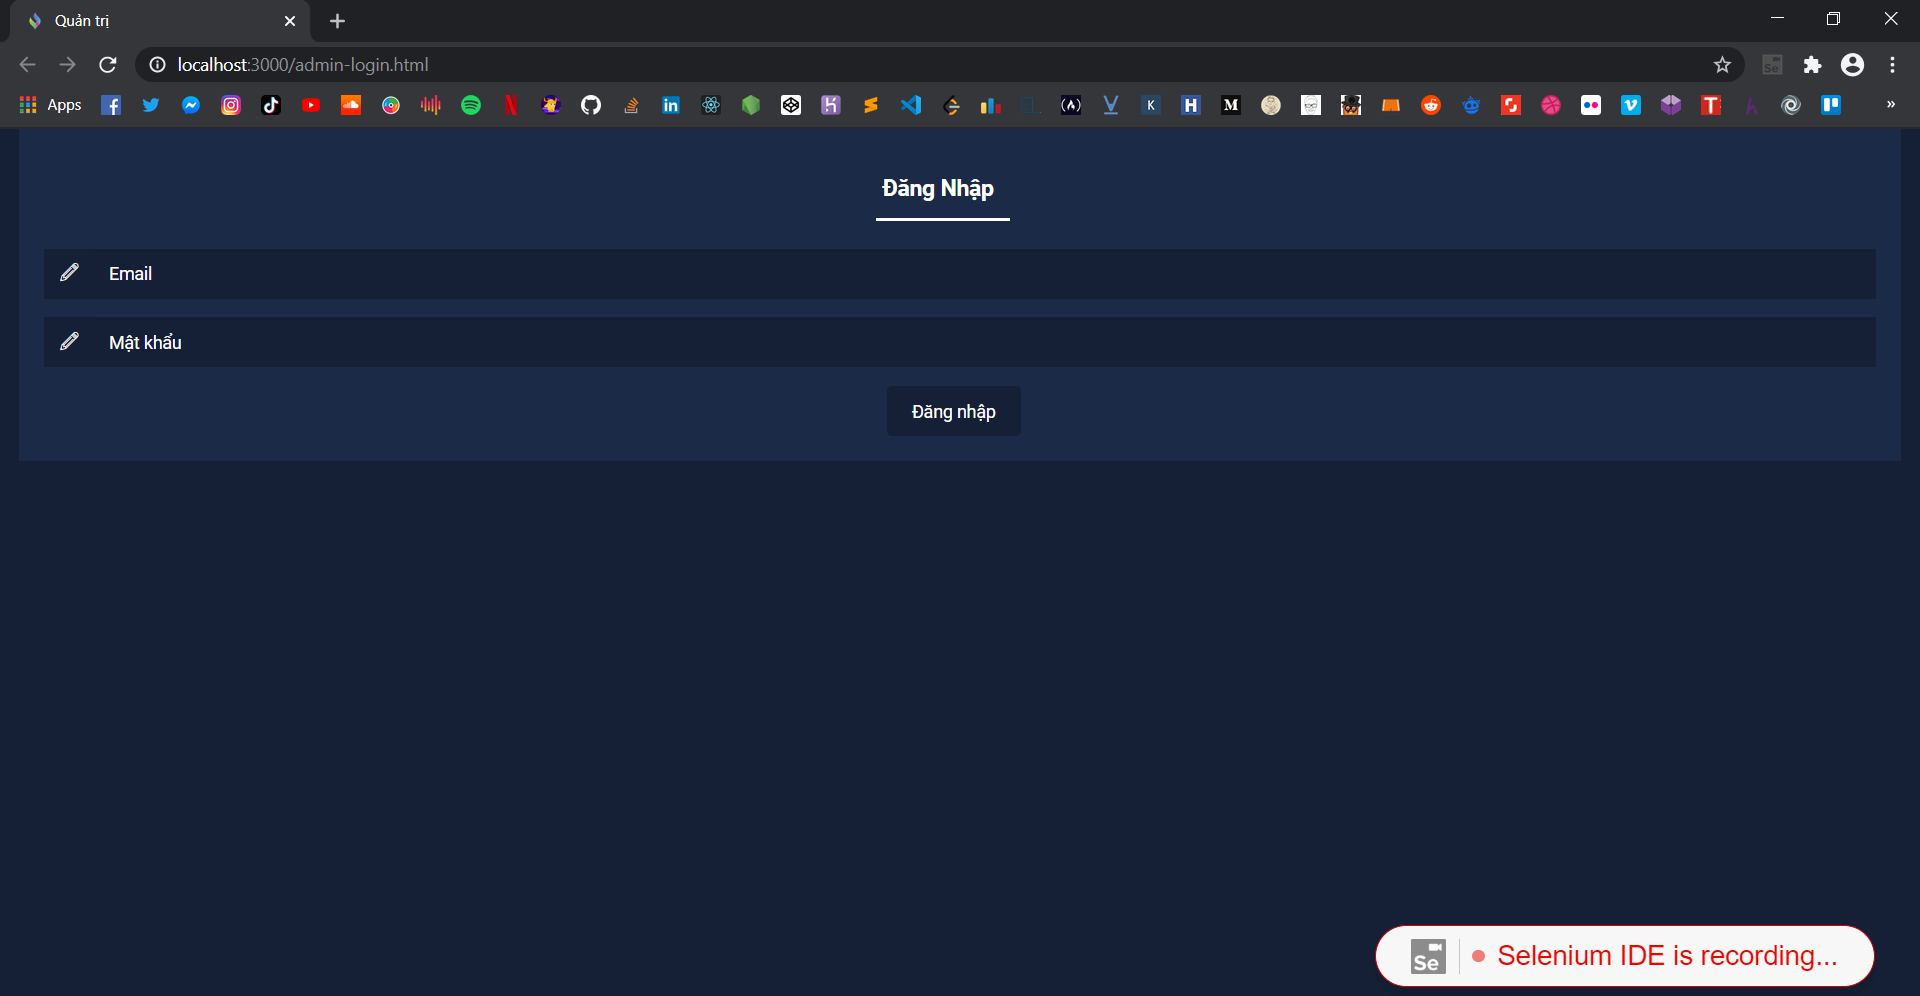 Quản trị
localhost:3000/admin-login.html
Apps
Đăng Nhập
Email
Mật khẩu
Đăng nhập
Se Selenium IDE is recording...